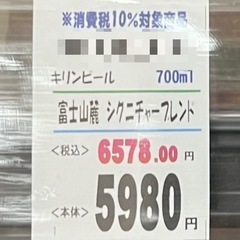 ※消費税10%対象商品
キリンビール 700ml
富士山麓 シグニチャーブレンド
<税込> 6578.00円
<本体> 5980円